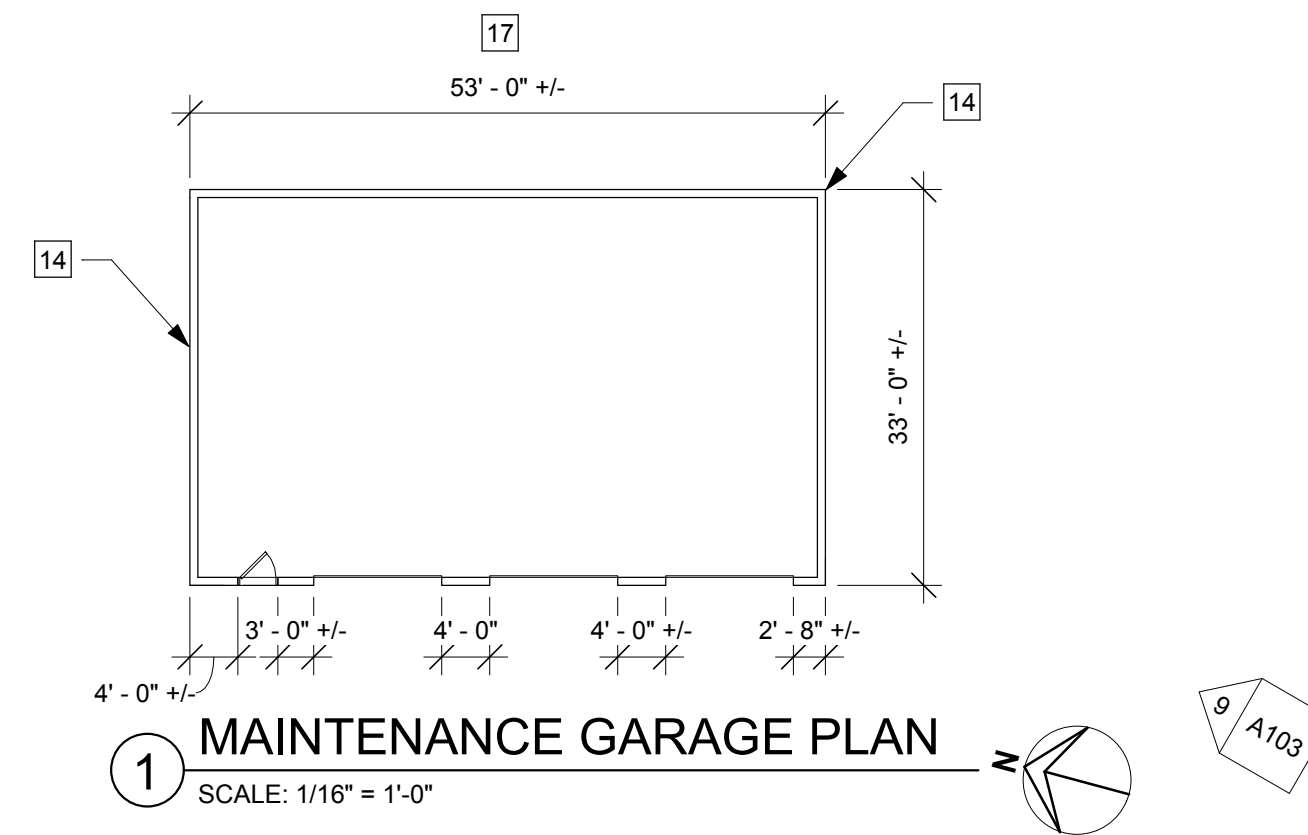 17
53' - 0" +/-
14
14
33' - 0" +/-
3' - 0" +/-
4' - 0"
4' - 0" +/-
2' - 8" +/-
4' - 0" +/-
1
MAINTENANCE GARAGE PLAN
SCALE: 1/16" = 1'-0"
N
9
A103